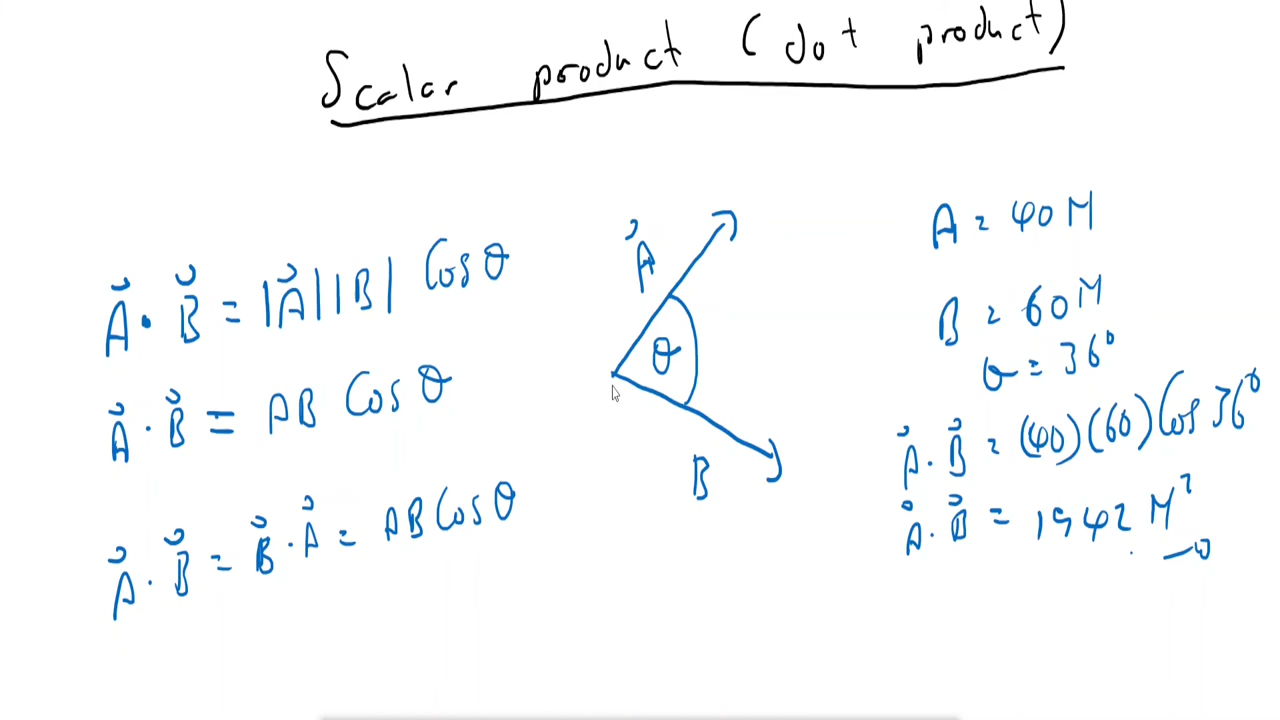 Scalar product (dot product)
A⃗ · B⃗ = |A⃗||B| Cos θ
A⃗ · B⃗ = AB Cos θ
A⃗ · B⃗ = B⃗ · A⃗ = AB Cos θ
A⃗
θ
B
A = 40 M
B = 60 M
θ = 36°
A⃗ · B⃗ = (40)(60) Cos 36°
A⃗ · B⃗ = 1942 M²